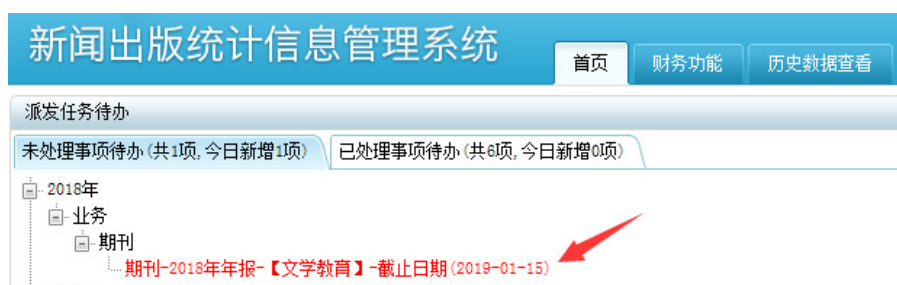 新闻出版统计信息管理系统
首页 财务功能 历史数据查看
派发任务待办
未处理事项待办(共1项,今日新增1项) 已处理事项待办(共6项,今日新增0项)
2018年
业务
期刊
期刊-2018年年报-【文学教育】-截止日期(2019-01-15)